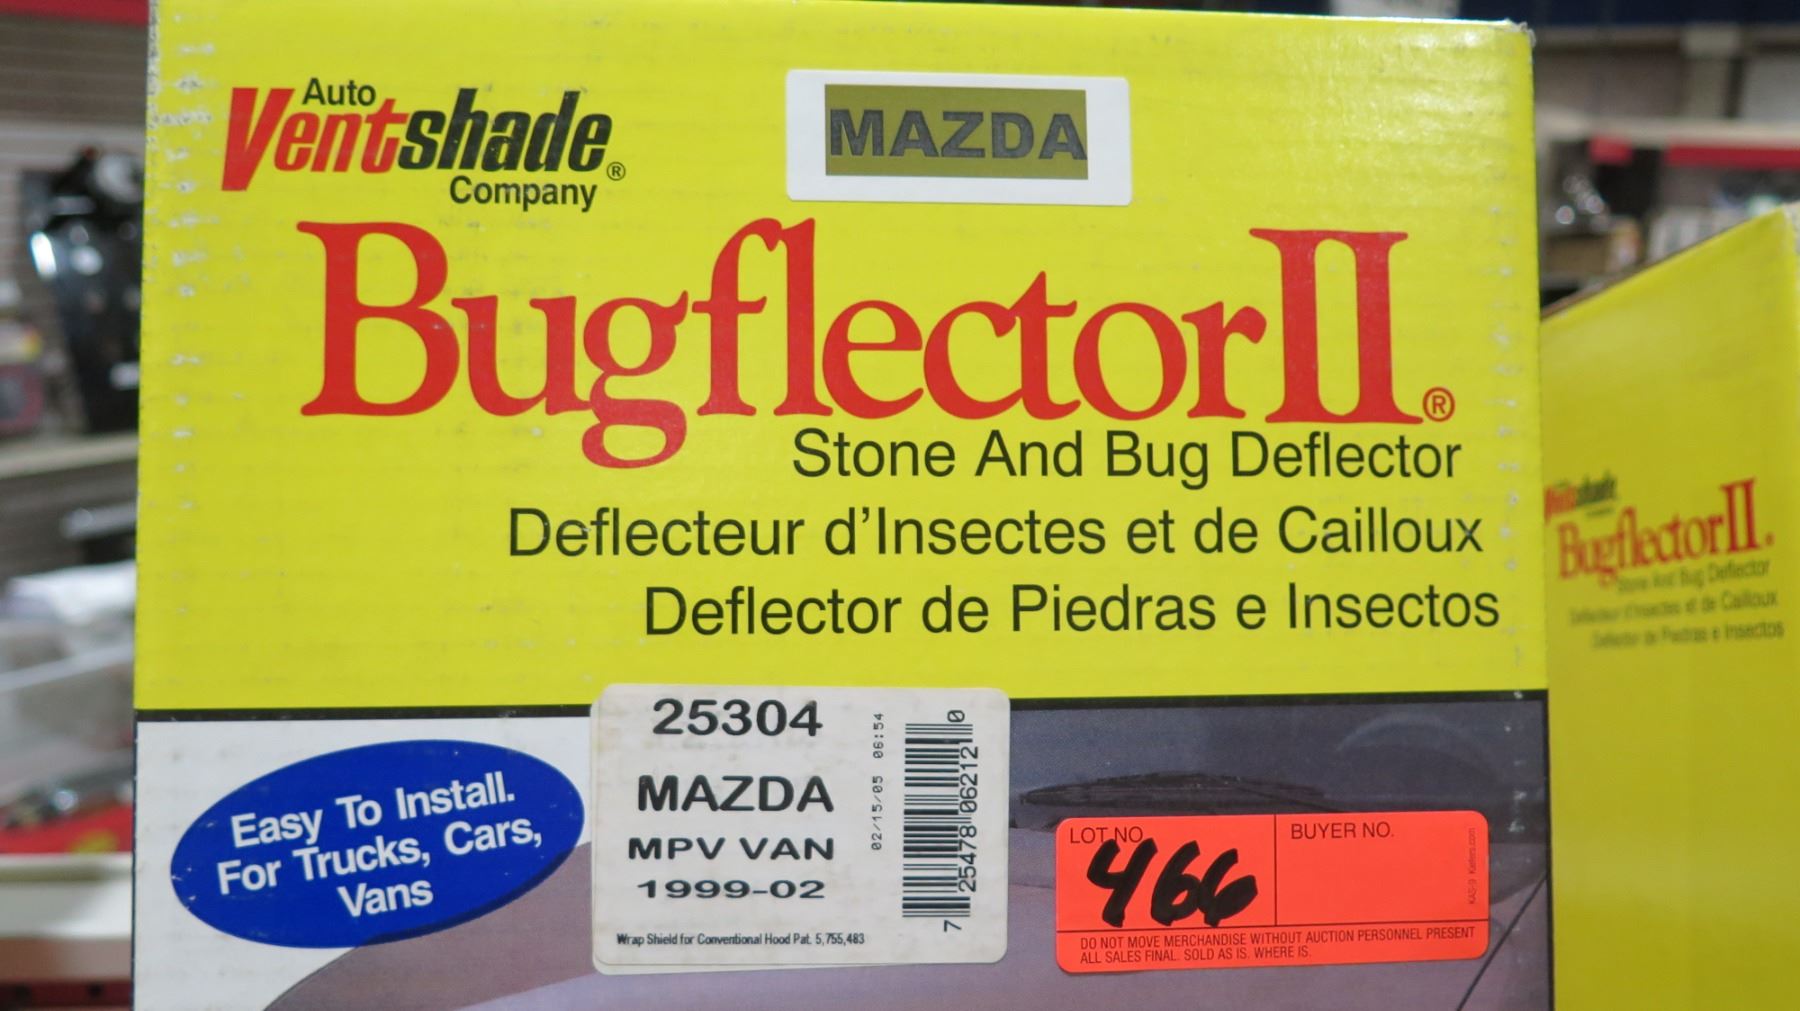 Auto
Ventshade®
Company
MAZDA
BugflectorII®
Stone And Bug Deflector
Deflecteur d'Insectes et de Cailloux
Deflector de Piedras e Insectos
Easy To Install.
For Trucks, Cars,
Vans
25304
MAZDA
MPV VAN
1999-02
Wrap Shield for Conventional Hood Pat. 5,755,483
02/15/05 06:54
7 25478 06212 0
LOT NO.
466
BUYER NO.
DO NOT MOVE MERCHANDISE WITHOUT AUCTION PERSONNEL PRESENT
ALL SALES FINAL. SOLD AS IS. WHERE IS.
Ventshade
BugflectorII.
Stone And Bug Deflector
Deflecteur d'Insectes et de Cailloux
Deflector de Piedras e Insectos